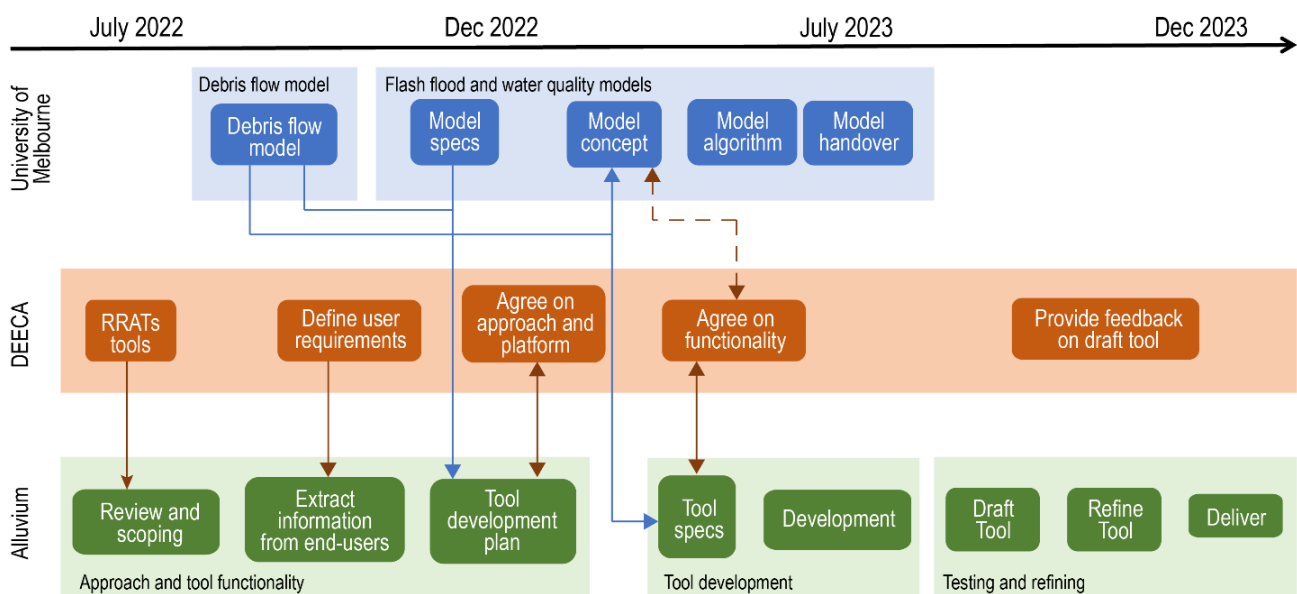 July 2022
Dec 2022
July 2023
Dec 2023
University of
Melbourne
Debris flow model
Flash flood and water quality models
Debris flow
model
Model
specs
Model
concept
Model
algorithm
Model
handover
DEECA
RRATs
tools
Define user
requirements
Agree on
approach and
platform
Agree on
functionality
Provide feedback
on draft tool
Alluvium
Review and
scoping
Extract
information
from end-users
Tool
development
plan
Tool
specs
Development
Draft
Tool
Refine
Tool
Deliver
Approach and tool functionality
Tool development
Testing and refining